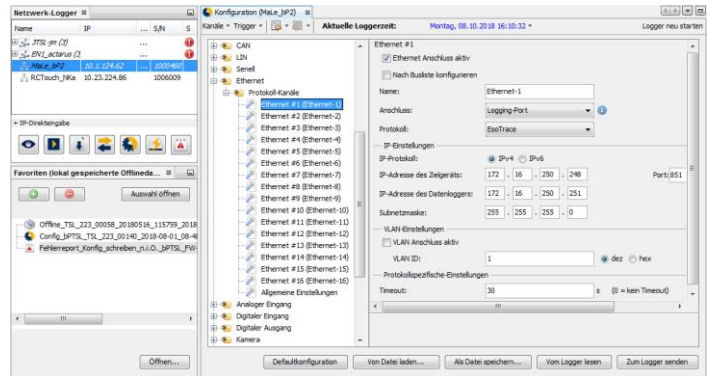 Netzwerk-Logger
Name IP ... S/N S
JTSL-ym (3) ...
EN1_actarus (3 ...
MaLe_bP2 10.1.124.62 ... 1000460
RCTouch_NKa 10.23.224.86 1006009
IP-Direkteingabe
Favoriten (lokal gespeicherte Offlineda...
Auswahl öffnen
Offline_TSL_223_00058_20180516_115759_2018
Config_bPTSL_TSL_223_00140_2018-08-01_08-4
Fehlerreport_Konfig_schreiben_n.i.O._bPTSL_FW-
Öffnen...
Konfiguration (MaLe_bP2)
Kanäle Trigger Aktuelle Loggerzeit: Montag, 08.10.2018 16:10:32 Logger neu starten
CAN
LIN
Seriell
Ethernet
Protokoll-Kanäle
Ethernet #1 (Ethernet-1)
Ethernet #2 (Ethernet-2)
Ethernet #3 (Ethernet-3)
Ethernet #4 (Ethernet-4)
Ethernet #5 (Ethernet-5)
Ethernet #6 (Ethernet-6)
Ethernet #7 (Ethernet-7)
Ethernet #8 (Ethernet-8)
Ethernet #9 (Ethernet-9)
Ethernet #10 (Ethernet-10)
Ethernet #11 (Ethernet-11)
Ethernet #12 (Ethernet-12)
Ethernet #13 (Ethernet-13)
Ethernet #14 (Ethernet-14)
Ethernet #15 (Ethernet-15)
Ethernet #16 (Ethernet-16)
Allgemeine Einstellungen
Analoger Eingang
Digitaler Eingang
Digitaler Ausgang
Kamera
Ethernet #1
Ethernet Anschluss aktiv
Nach Busliste konfigurieren
Name: Ethernet-1
Anschluss: Logging-Port
Protokoll: EsoTrace
IP-Einstellungen
IP-Protokoll: IPv4 IPv6
IP-Adresse des Zielgeräts: 172 . 16 . 250 . 248 Port: 851
IP-Adresse des Datenloggers: 172 . 16 . 250 . 251
Subnetzmaske: 255 . 255 . 255 . 0
VLAN-Einstellungen
VLAN Anschluss aktiv
VLAN ID: 1 dez hex
Protokollspezifische-Einstellungen
Timeout: 30 s (0 = kein Timeout)
Defaultkonfiguration Von Datei laden... Als Datei speichern... Vom Logger lesen Zum Logger senden